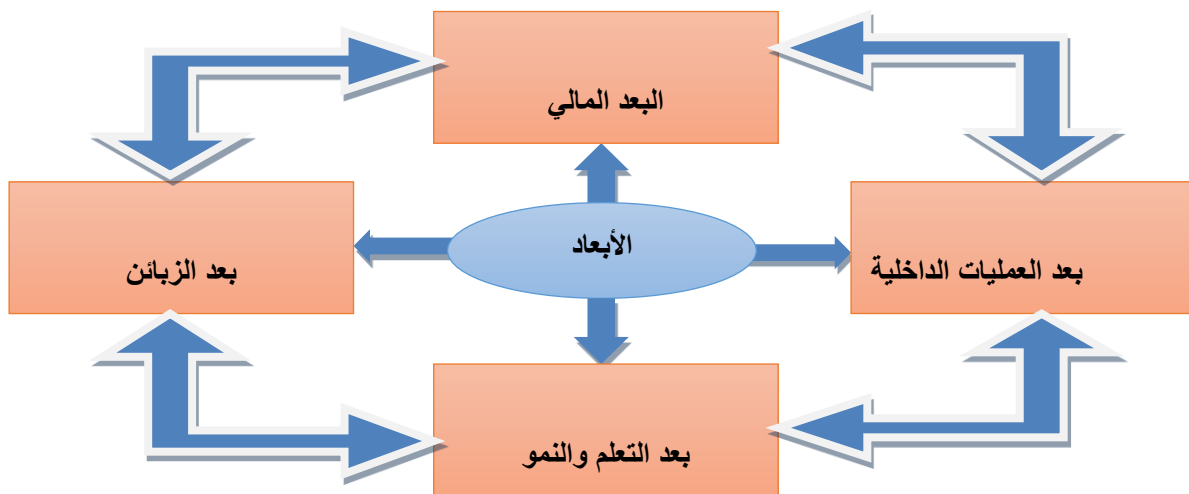 البعد المالي
الأبعاد
بعد العمليات الداخلية
بعد الزبائن
بعد التعلم والنمو